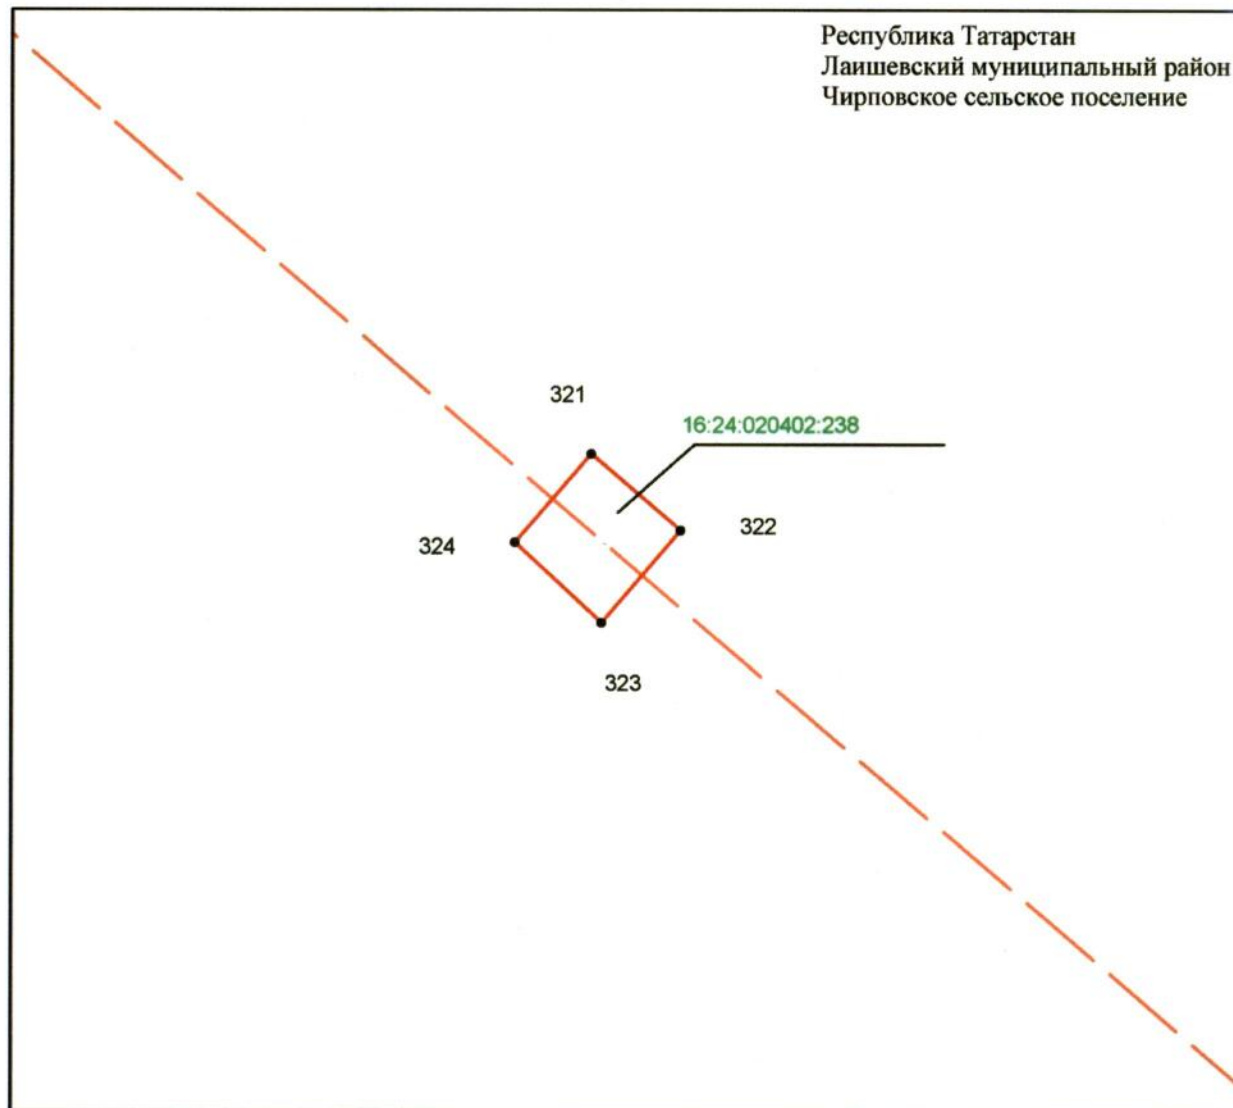 Республика Татарстан
Лаишевский муниципальный район
Чирповское сельское поселение
321
16:24:020402:238
322
324
323